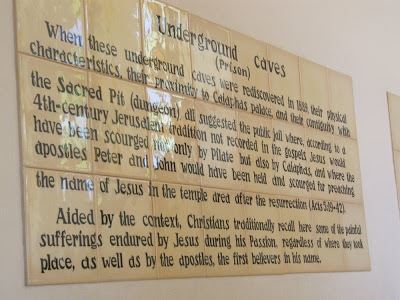 Underground caves
(Prison)
When these underground caves were rediscovered in 1889 their physical
characteristics, their proximity to Caiaphas palace, and their contiguity with
the Sacred Pit (dungeon) all suggested the public jail where, according to a
4th-century Jerusalem tradition not recorded in the gospels Jesus would
have been scourged not only by Pilate but also by Caiaphas, and where the
apostles Peter and John would have been held and scourged for preaching
the name of Jesus in the temple area after the resurrection (Acts 5:19-42).
Aided by the context, Christians traditionally recall here some of the painful
sufferings endured by Jesus during his Passion, regardless of where they took
place, as well as by the apostles, the first believers in his name.